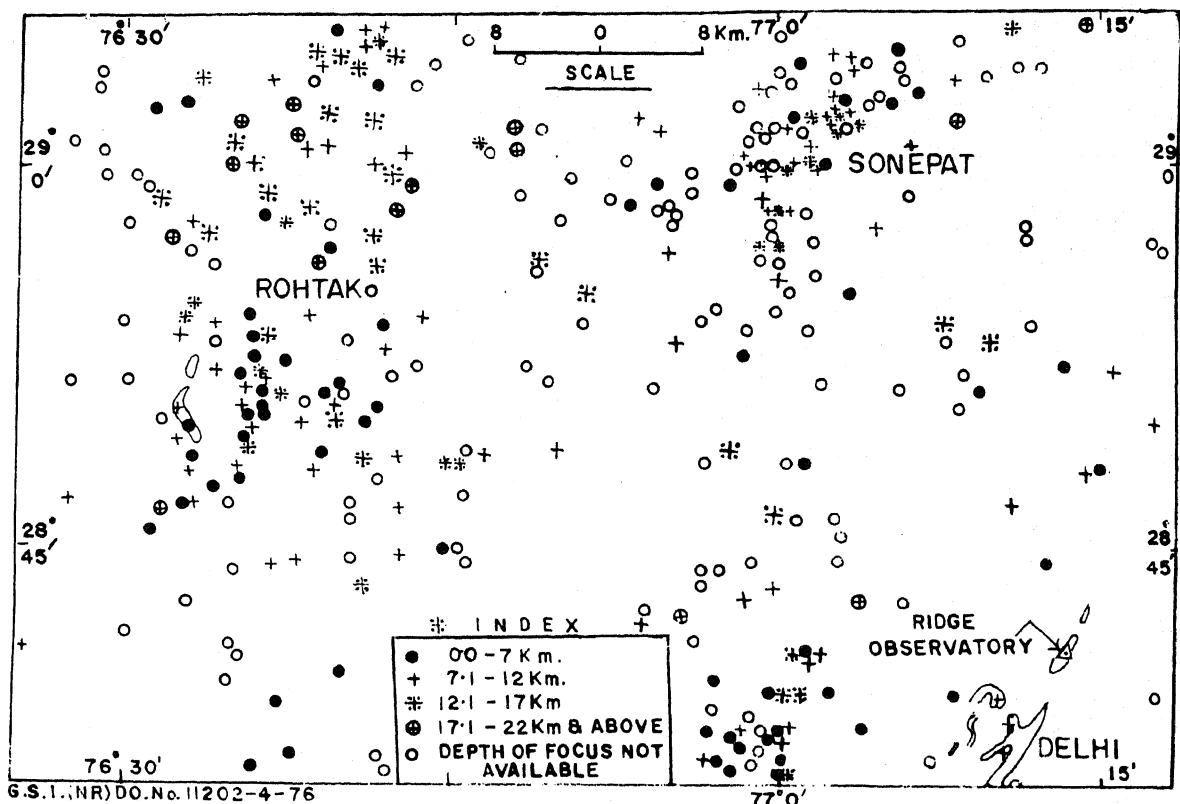 76° 30′
8 0 8 Km.
77° 0′
15′
SCALE
29° 0′
SONEPAT
29° 0′
ROHTAK
28° 45′
28° 45′
RIDGE
OBSERVATORY
INDEX
0·0 - 7 Km.
7·1 - 12 Km.
12·1 - 17 Km
17·1 - 22 Km & ABOVE
DEPTH OF FOCUS NOT
AVAILABLE
DELHI
76° 30′
77° 0′
15′
G.S.I.,(NR)DO.No.11202-4-76